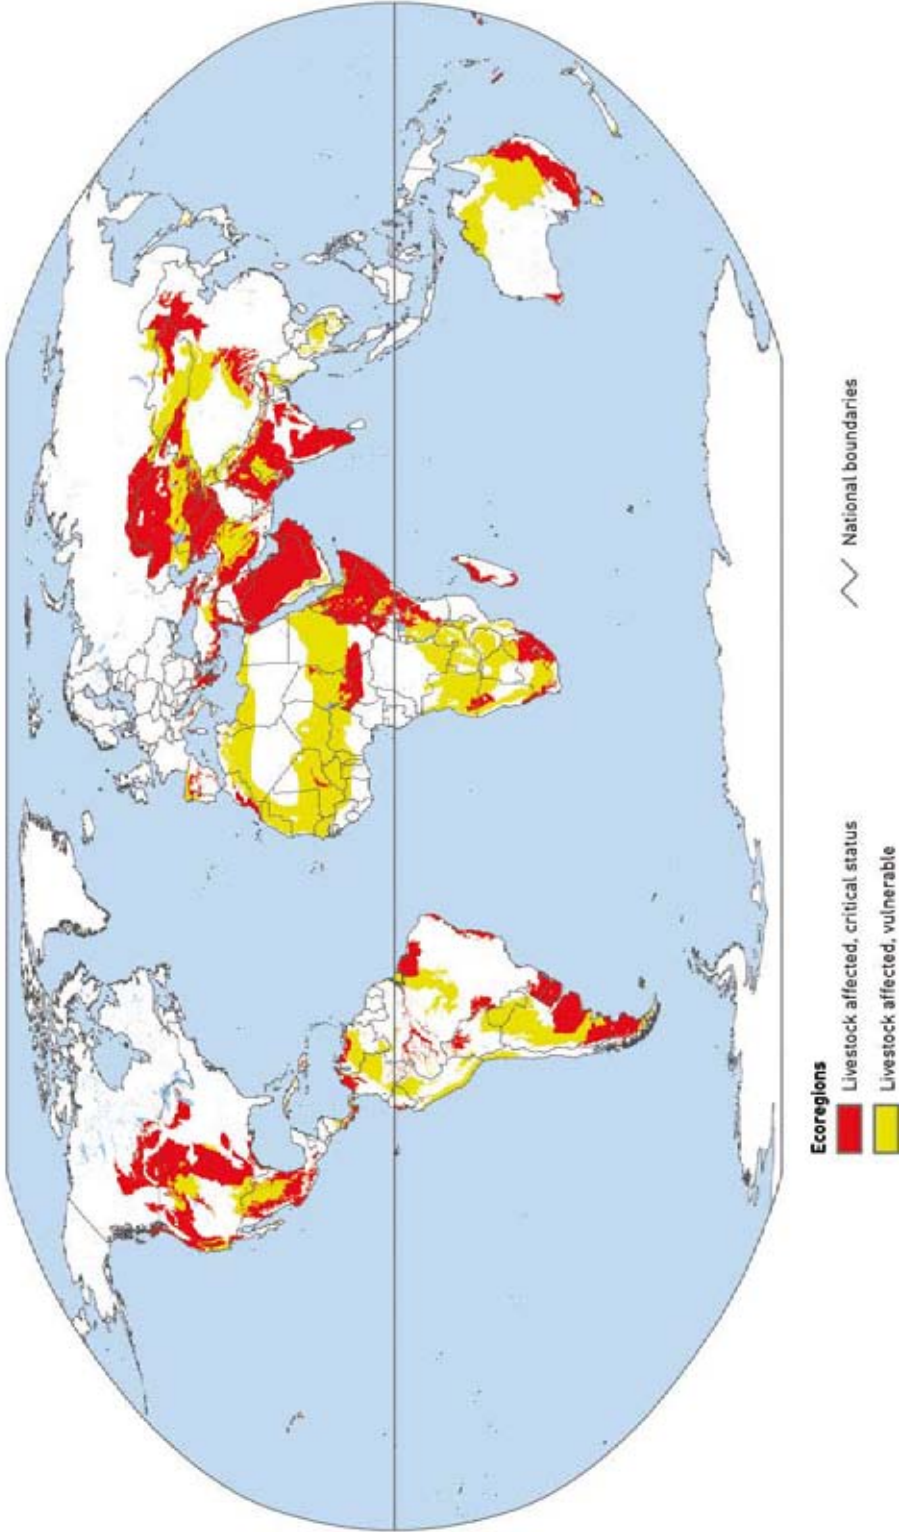 Ecoregions
Livestock affected, critical status
Livestock affected, vulnerable
National boundaries